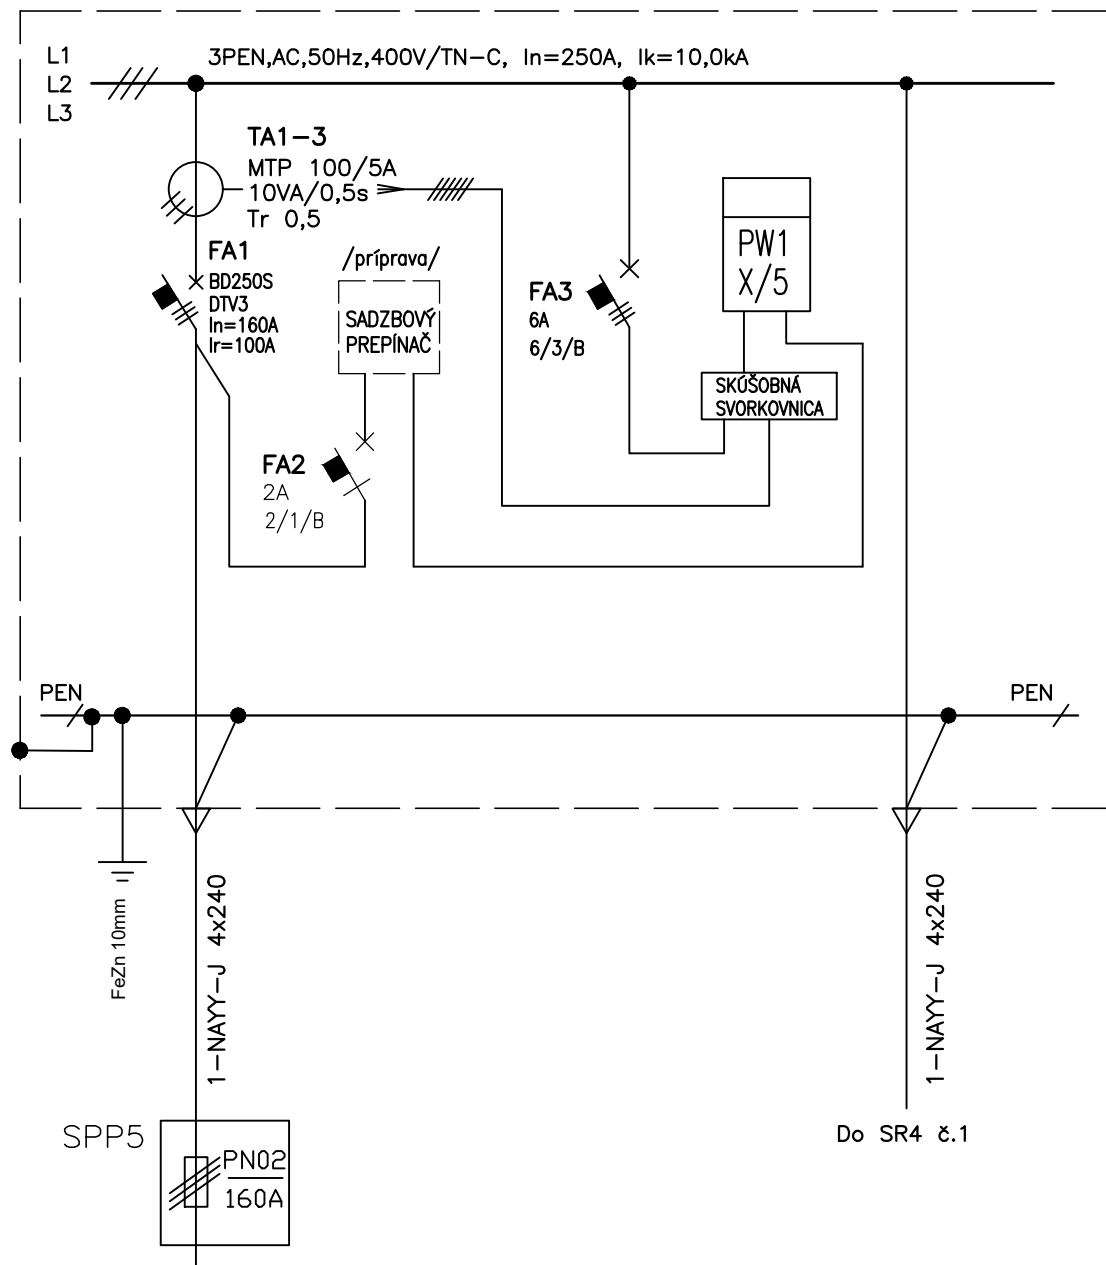 L1
L2
L3
3PEN,AC,50Hz,400V/TN-C, In=250A, Ik=10,0kA
TA1-3
MTP 100/5A
10VA/0,5s
Tr 0,5
FA1
BD250S
DTV3
In=160A
Ir=100A
/príprava/
SADZBOVÝ
PREPÍNAČ
FA2
2A
2/1/B
FA3
6A
6/3/B
PW1
X/5
SKÚŠOBNÁ
SVORKOVNICA
PEN
PEN
FeZn 10mm
1-NAYY-J 4x240
1-NAYY-J 4x240
SPP5
PN02
160A
Do SR4 č.1